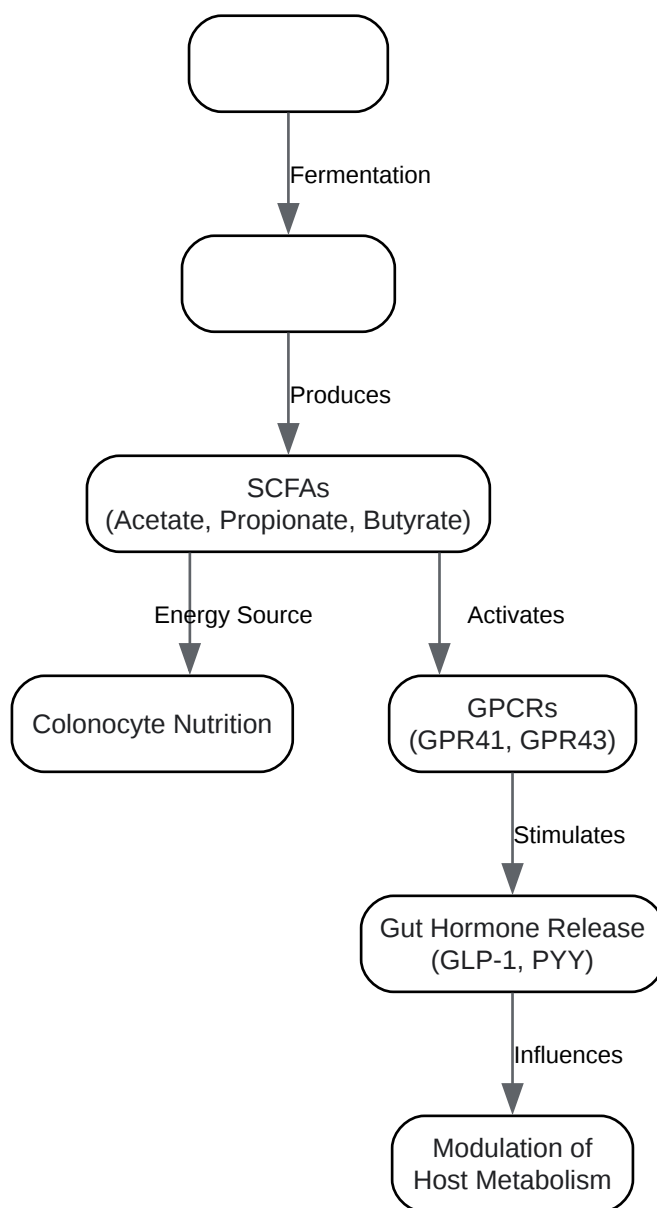 Fermentation
Produces
SCFAs
(Acetate, Propionate, Butyrate)
Energy Source
Activates
Colonocyte Nutrition
GPCRs
(GPR41, GPR43)
Stimulates
Gut Hormone Release
(GLP-1, PYY)
Influences
Modulation of
Host Metabolism